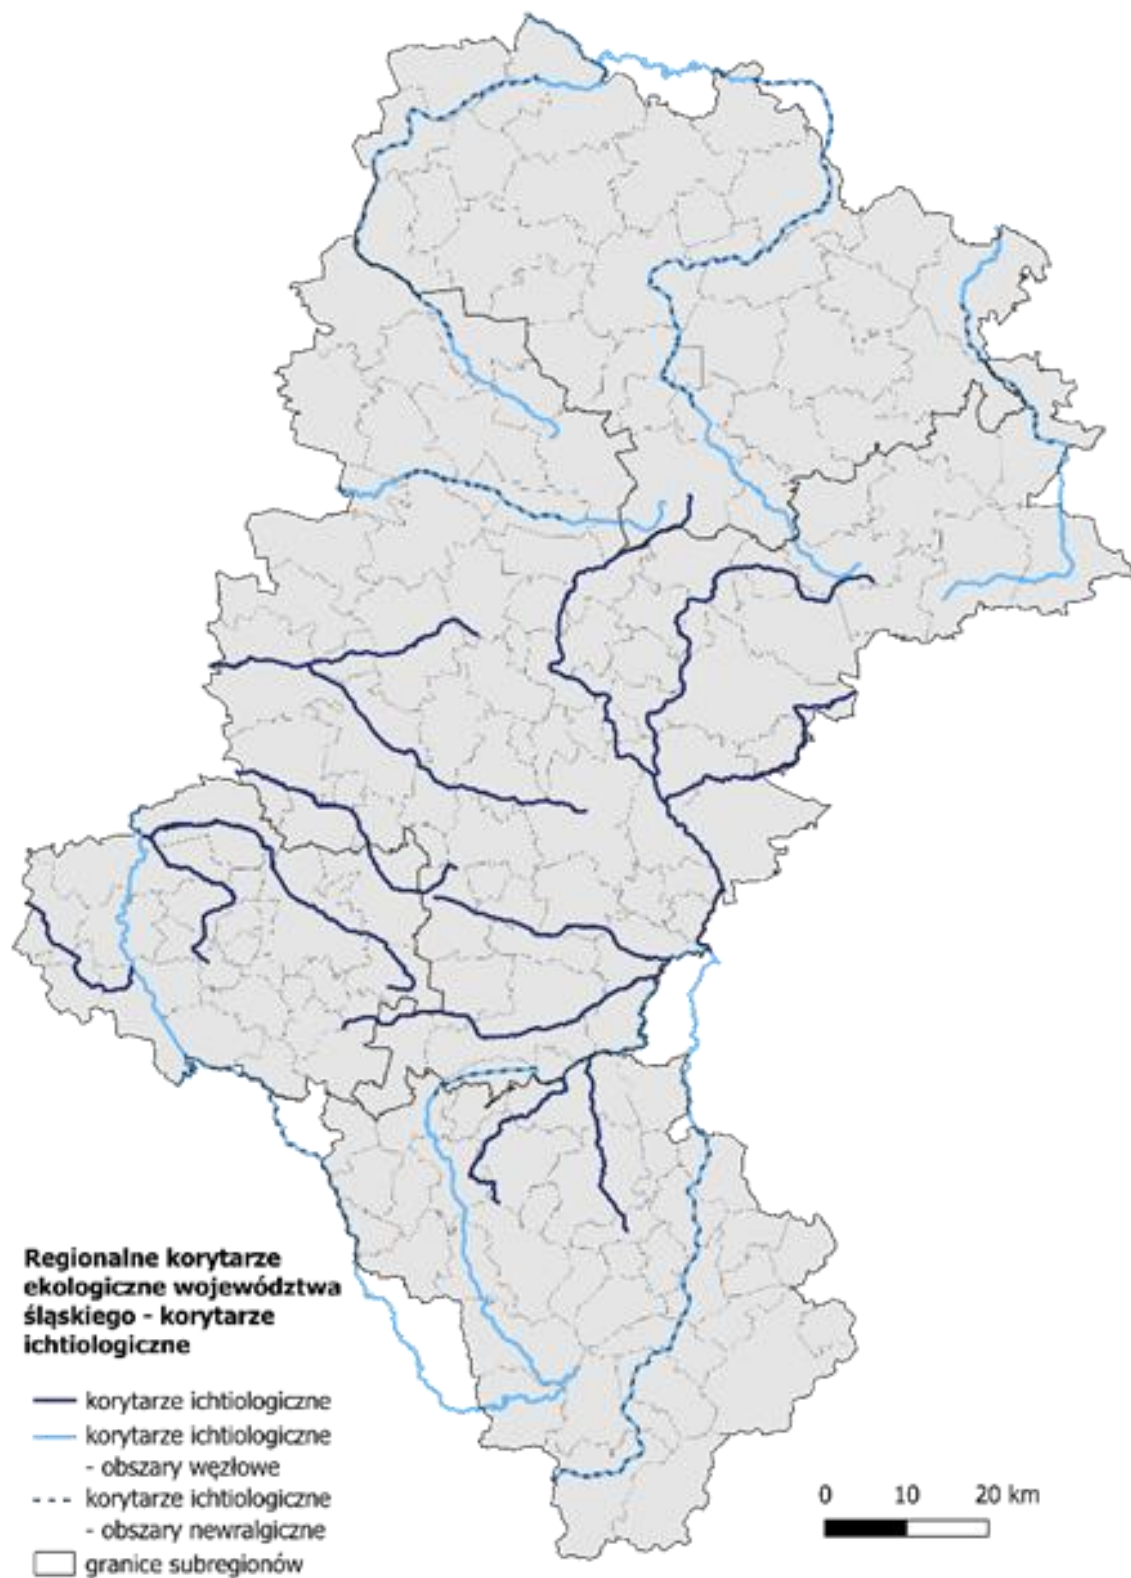 Regionalne korytarze
ekologiczne województwa
śląskiego - korytarze
ichtiologiczne
korytarze ichtiologiczne
korytarze ichtiologiczne
- obszary węzłowe
korytarze ichtiologiczne
- obszary newralgiczne
granice subregionów
0 10 20 km